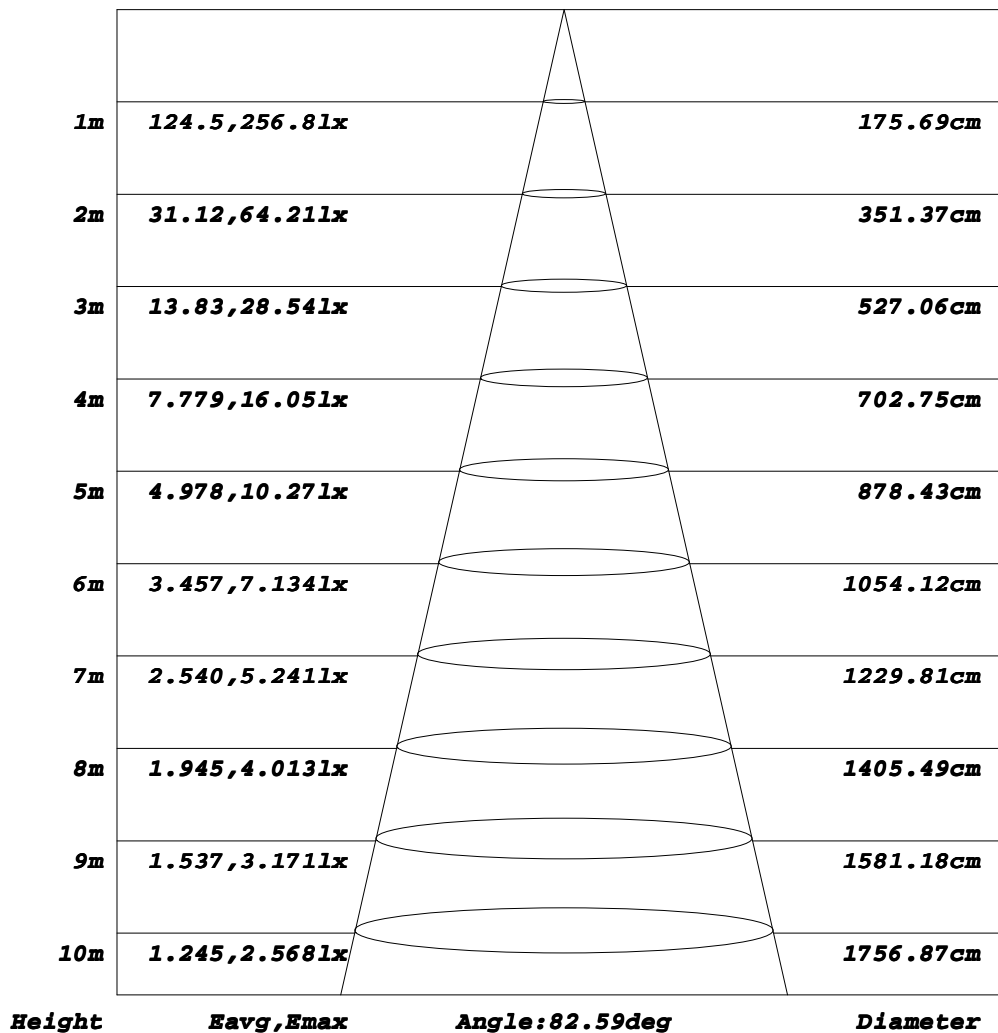 1m 124.5,256.8lx 175.69cm
2m 31.12,64.21lx 351.37cm
3m 13.83,28.54lx 527.06cm
4m 7.779,16.05lx 702.75cm
5m 4.978,10.27lx 878.43cm
6m 3.457,7.134lx 1054.12cm
7m 2.540,5.241lx 1229.81cm
8m 1.945,4.013lx 1405.49cm
9m 1.537,3.171lx 1581.18cm
10m 1.245,2.568lx 1756.87cm
Height Eavg,Emax Angle:82.59deg Diameter